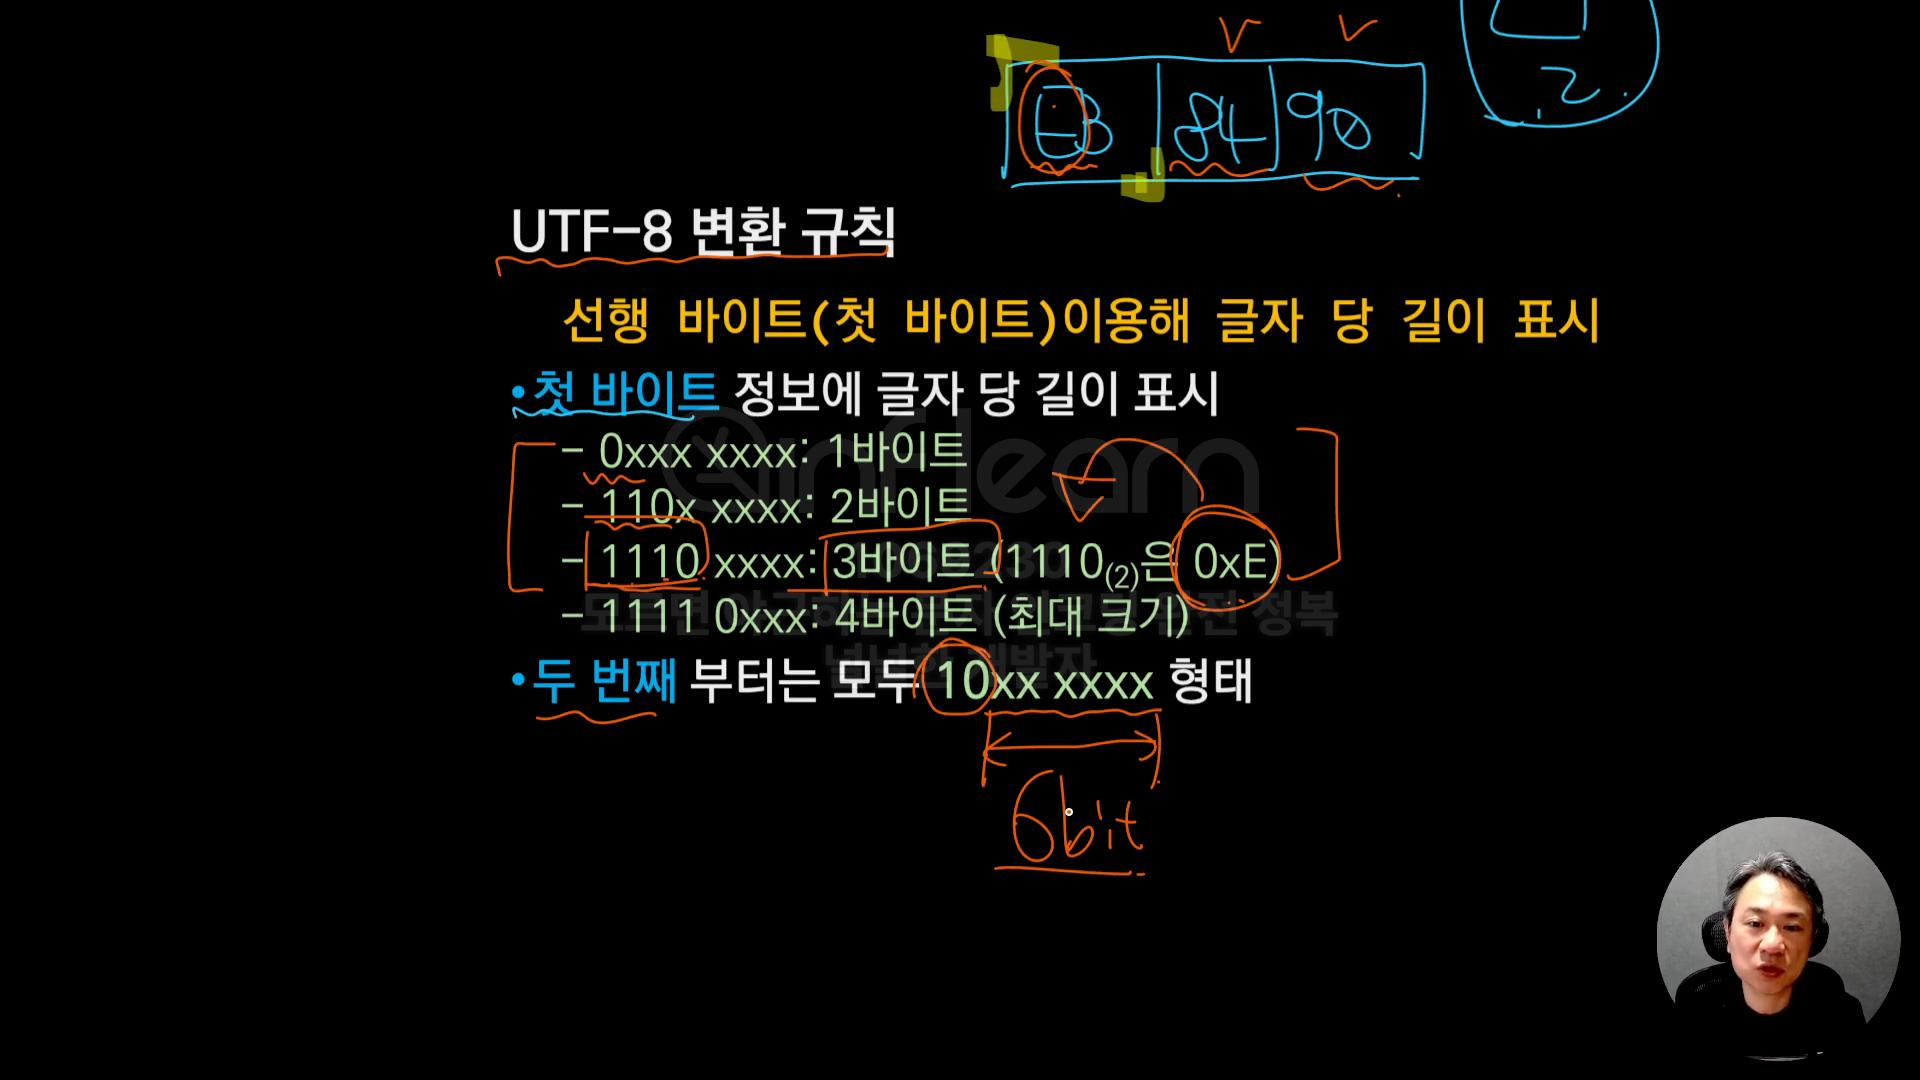 2
EB 84 90
UTF-8 변환 규칙
선행 바이트(첫 바이트)이용해 글자 당 길이 표시
•첫 바이트 정보에 글자 당 길이 표시
- 0xxx xxxx: 1바이트
- 110x xxxx: 2바이트
- 1110 xxxx: 3바이트 (1110(2)은 0xE)
- 1111 0xxx: 4바이트 (최대 크기)
•두 번째 부터는 모두 10xx xxxx 형태
6bit
inflearn